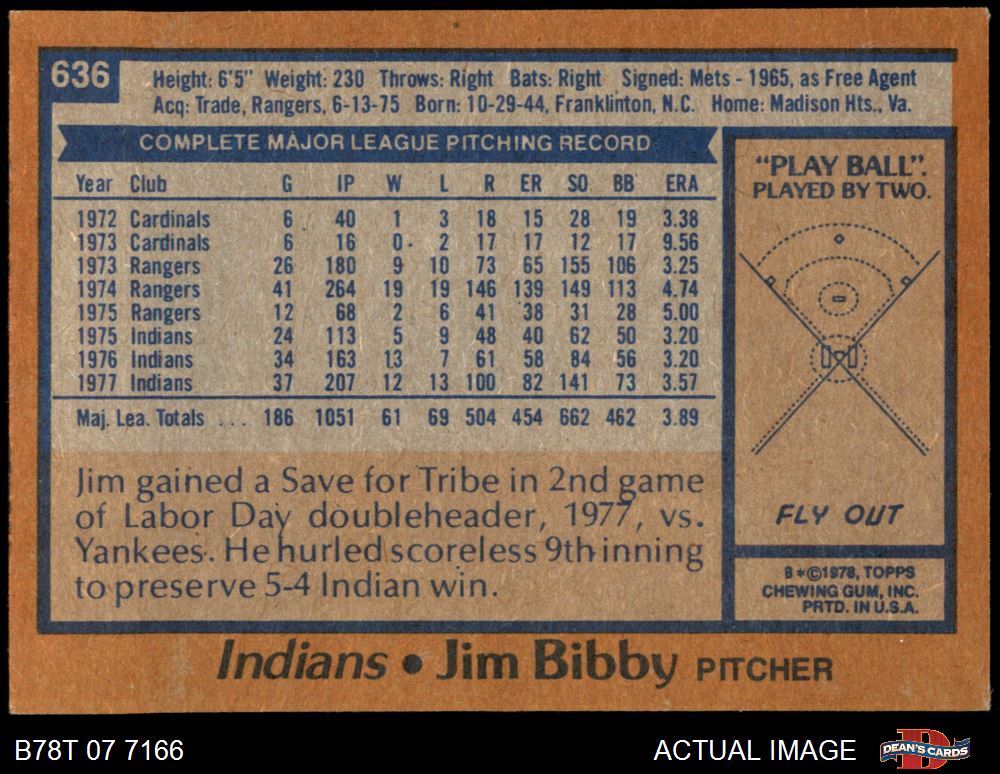 636
Height: 6'5" Weight: 230 Throws: Right Bats: Right Signed: Mets - 1965, as Free Agent
Acq: Trade, Rangers, 6-13-75 Born: 10-29-44, Franklinton, N.C. Home: Madison Hts., Va.
COMPLETE MAJOR LEAGUE PITCHING RECORD
Year Club G IP W L R ER SO BB ERA
1972 Cardinals 6 40 1 3 18 15 28 19 3.38
1973 Cardinals 6 16 0 2 17 17 12 17 9.56
1973 Rangers 26 180 9 10 73 65 155 106 3.25
1974 Rangers 41 264 19 19 146 139 149 113 4.74
1975 Rangers 12 68 2 6 41 38 31 28 5.00
1975 Indians 24 113 5 9 48 40 62 50 3.20
1976 Indians 34 163 13 7 61 58 84 56 3.20
1977 Indians 37 207 12 13 100 82 141 73 3.57
Maj. Lea. Totals ... 186 1051 61 69 504 454 662 462 3.89
Jim gained a Save for Tribe in 2nd game
of Labor Day doubleheader, 1977, vs.
Yankees. He hurled scoreless 9th inning
to preserve 5-4 Indian win.
"PLAY BALL".
PLAYED BY TWO.
FLY OUT
B*©1978, TOPPS
CHEWING GUM, INC.
PRTD. IN U.S.A.
Indians • Jim Bibby PITCHER
B78T 07 7166
ACTUAL IMAGE
DEAN'S CARDS